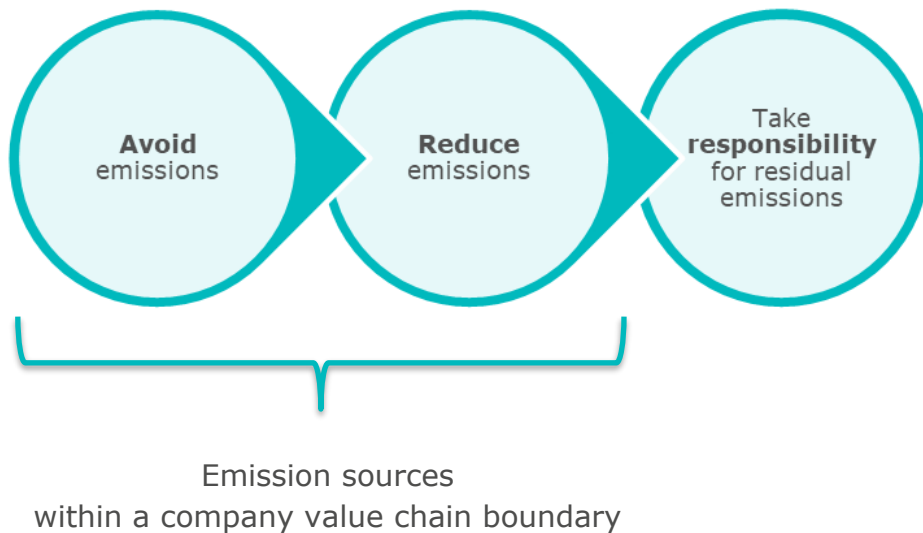 Avoid
emissions
Reduce
emissions
Take
responsibility
for residual
emissions
Emission sources
within a company value chain boundary